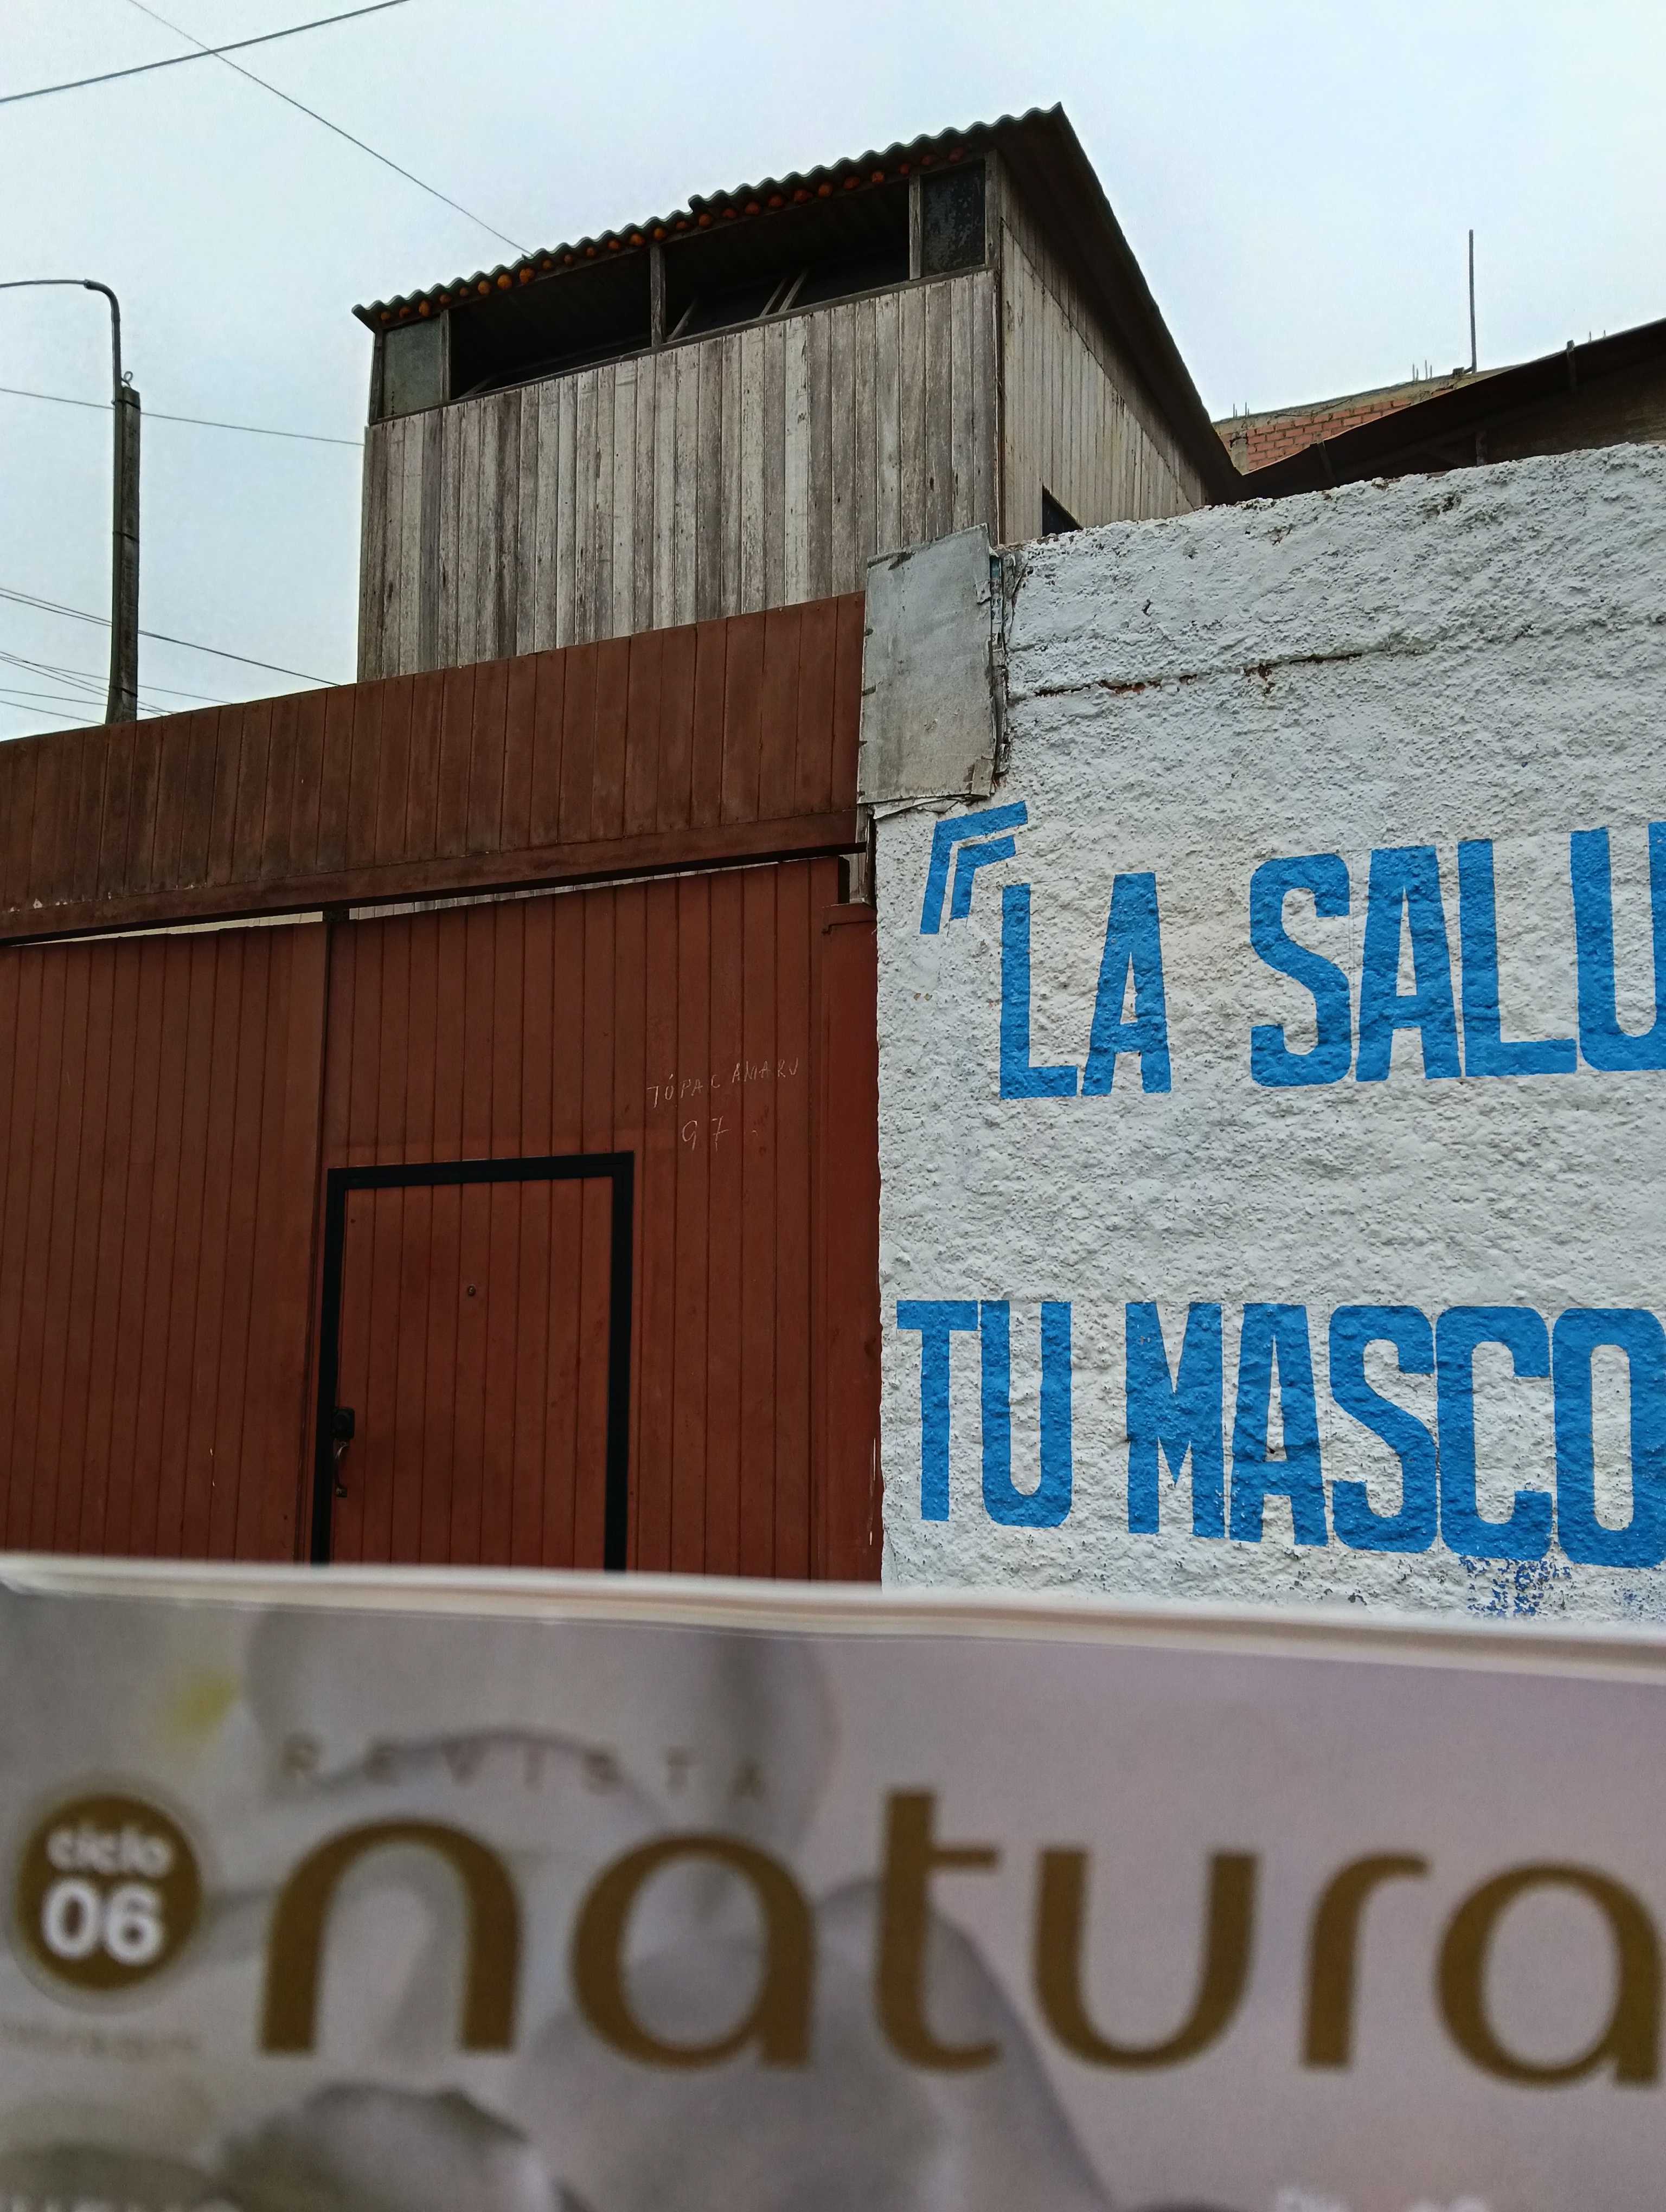 "LA SALU
TÚPAC AMARU
97
TU MASCO
REVISTA
ciclo
06
natura